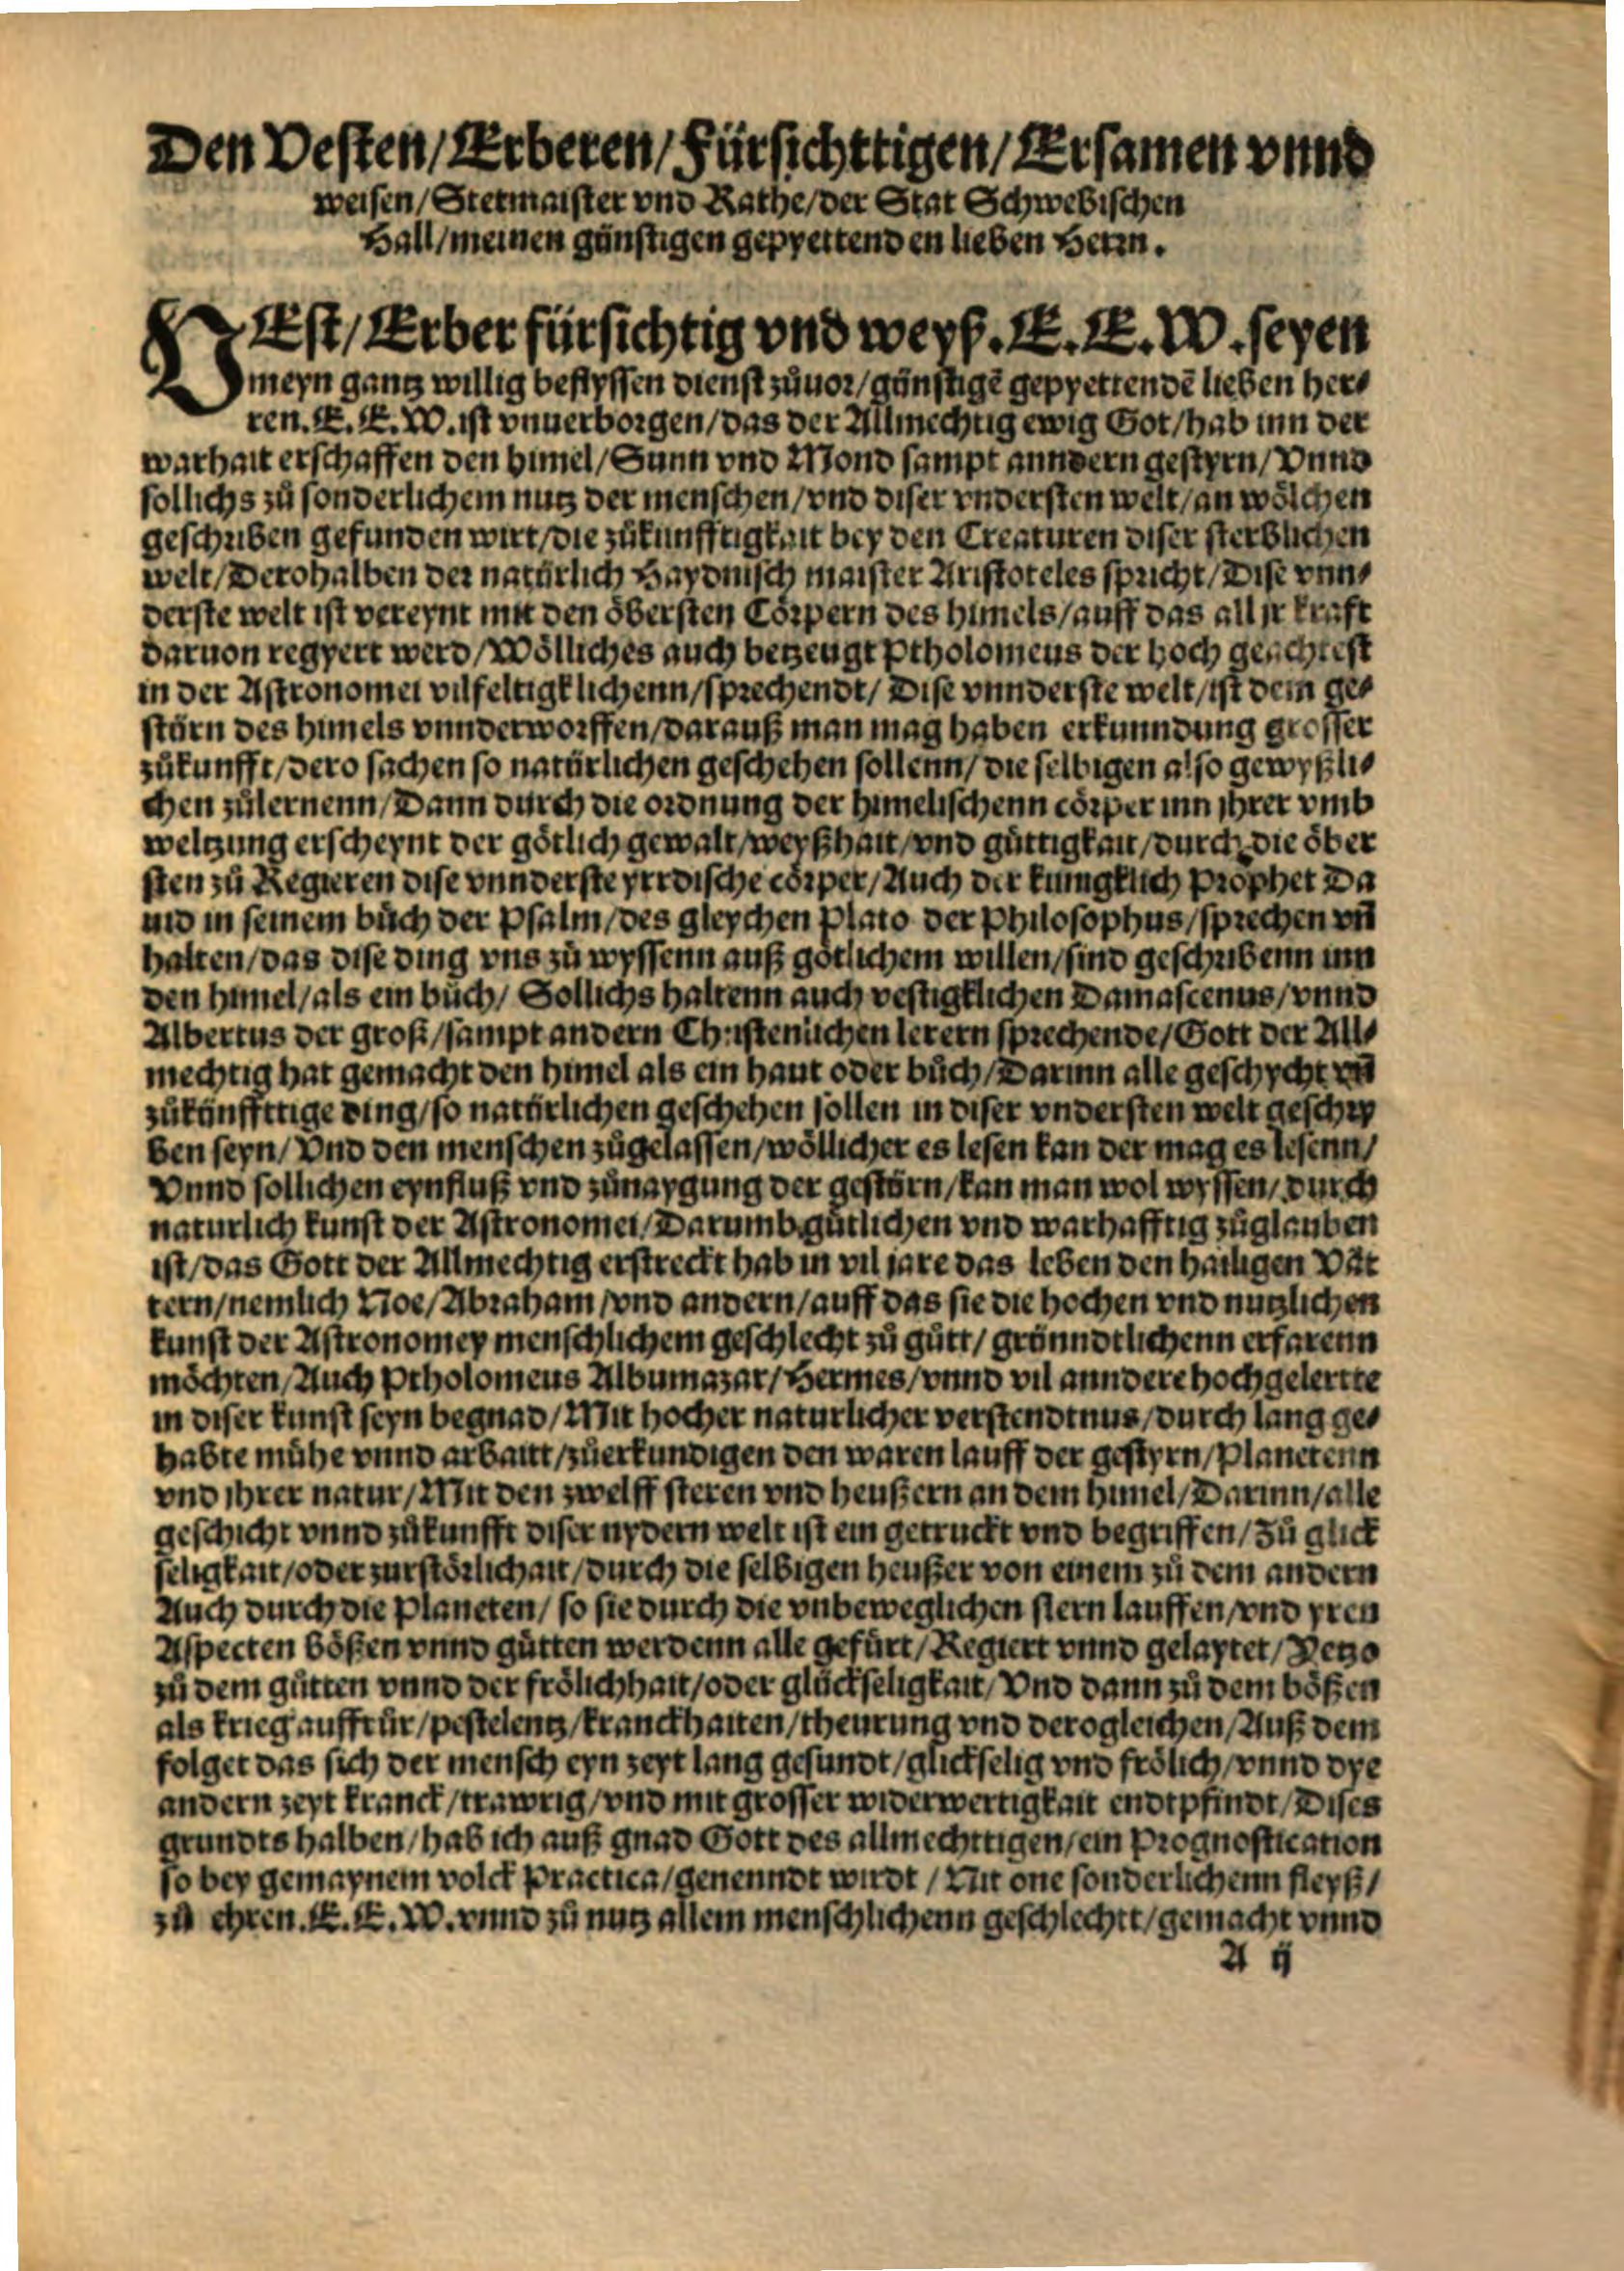 Den Vesten/Erberen/Fürsichttigen/Ersamen vnnd
weisen/Stetmaister vnd Rathe/der Stat Schwebischen
Hall/meinen günstigen gepyettenden lieben Herrn.
VEst/Erber fürsichtig vnd weyß.E.E.W.seyen
meyn gantz willig beflyssen dienst zůuor/günstigē gepyettendē lieben her⸗
ren.E.E.W.ist vnuerborgen/das der Allmechtig ewig Got/hab inn der
warhait erschaffen den himel/Sunn vnd Mond sampt anndern gestyrn/Vnnd
sollichs zů sonderlichem nutz der menschen/vnd diser vndersten welt/an wölchen
geschriben gefunden wirt/die zůkunfftigkait bey den Creaturen diser sterblichen
welt/Derohalben der natürlich Haydnisch maister Aristoteles spricht/Dise vnn⸗
derste welt ist vereynt mit den öbersten Cörpern des himels/auff das all jr kraft
daruon regyert werd/Wölliches auch betzeugt Ptholomeus der hoch geachtest
in der Astronomei vilfeltigklichenn/sprechendt/Dise vnnderste welt/ist dem ge⸗
störn des himels vnnderworffen/darauß man mag haben erkunndung grosser
zůkunfft/dero sachen so natürlichen geschehen sollenn/die selbigen also gewyßli⸗
chen zůlernenn/Dann durch die ordnung der himelischenn cörper inn jhrer vmb
weltzung erscheynt der götlich gewalt/weyßhait/vnd güttigkait/durch die öber
sten zů Regieren dise vnnderste yrrdische cörper/Auch der kunigklich Prophet Da
uid in seinem bůch der Psalm/des gleychen Plato der Philosophus/sprechen vñ
halten/das dise ding vns zů wyssenn auß götlichem willen/sind geschribenn inn
den himel/als ein bůch/Sollichs haltenn auch vestigklichen Damascenus/vnnd
Albertus der groß/sampt andern Christenlichen lerern sprechende/Gott der All⸗
mechtig hat gemacht den himel als ein haut oder bůch/Darinn alle geschycht vñ
zůkünffttige ding/so natürlichen geschehen sollen in diser vndersten welt geschry
ben seyn/Vnd den menschen zůgelassen/wöllicher es lesen kan der mag es lesenn/
Vnnd sollichen eynfluß vnd zůnaygung der gestörn/kan man wol wyssen/durch
naturlich kunst der Astronomei/Darumb gůtlichen vnd warhafftig zůglauben
ist/das Gott der Allmechtig erstreckt hab in vil jare das leben den hailigen Vät
tern/nemlich Noe/Abraham/vnd andern/auff das sie die hochen vnd nutzlichen
kunst der Astronomey menschlichem geschlecht zů gůtt/grönndtlichenn erfarenn
möchten/Auch Ptholomeus Albumazar/Hermes/vnnd vil anndere hochgelertte
in diser kunst seyn begnad/Mit hocher naturlicher verstendtnus/durch lang ge⸗
habte mühe vnnd arbaitt/zůerkundigen den waren lauff der gestyrn/Planetenn
vnd jhrer natur/Mit den zwelff steren vnd heußern an dem himel/Darinn/alle
geschicht vnnd zůkunfft diser nydern welt ist ein getruckt vnd begriffen/Zů glick
seligkait/oder zurstörlichait/durch die selbigen heußer von einem zů dem andern
Auch durch die Planeten/so sie durch die vnbeweglichen stern lauffen/vnd yren
Aspecten bößen vnnd gůtten werdenn alle gefürt/Regiert vnnd gelaytet/Yetzo
zů dem gůtten vnnd der frölichhait/oder glückseligkait/Vnd dann zů dem bößen
als krieg auffrůr/pestelentz/kranckhaiten/theurung vnd derogleichen/Auß dem
folget das sich der mensch eyn zeyt lang gesundt/glickselig vnd frölich/vnnd dye
andern zeyt kranck/trawrig/vnd mit grosser widerwertigkait endtpfindt/Dises
grundts halben/hab ich auß gnad Gott des allmechttigen/ein Prognostication
so bey gemaynem volck Practica/genenndt wirdt/Nit one sonderlichenn fleyß/
zů ehren.E.E.W.vnnd zů nutz allem menschlichenn geschlechtt/gemacht vnnd
A ij